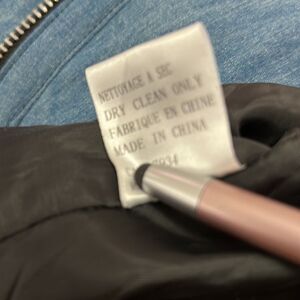 NETTOYAGE A SEC
DRY CLEAN ONLY
FABRIQUE EN CHINE
MADE IN CHINA